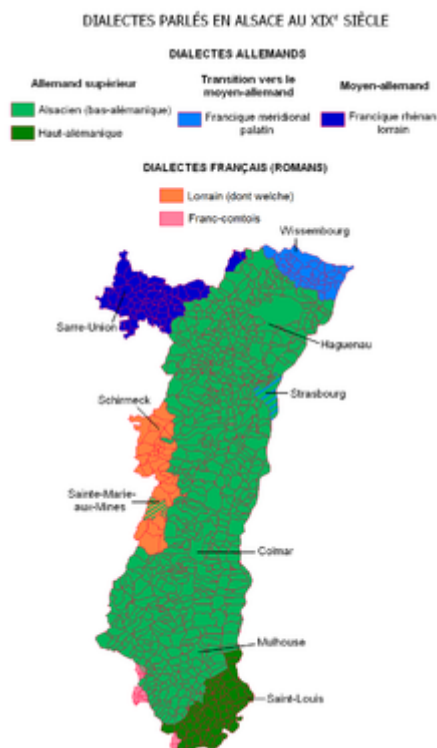 DIALECTES PARLÉS EN ALSACE AU XIXᵉ SIÈCLE
DIALECTES ALLEMANDS
Allemand supérieur
Alsacien (bas-alémanique)
Haut-alémanique
Transition vers le
moyen-allemand
Francique méridional
palatin
Moyen-allemand
Francique rhénan
lorrain
DIALECTES FRANÇAIS (ROMANS)
Lorrain (dont welche)
Franc-comtois
Wissembourg
Sarre-Union
Haguenau
Strasbourg
Schirmeck
Sainte-Marie-
aux-Mines
Colmar
Mulhouse
Saint-Louis